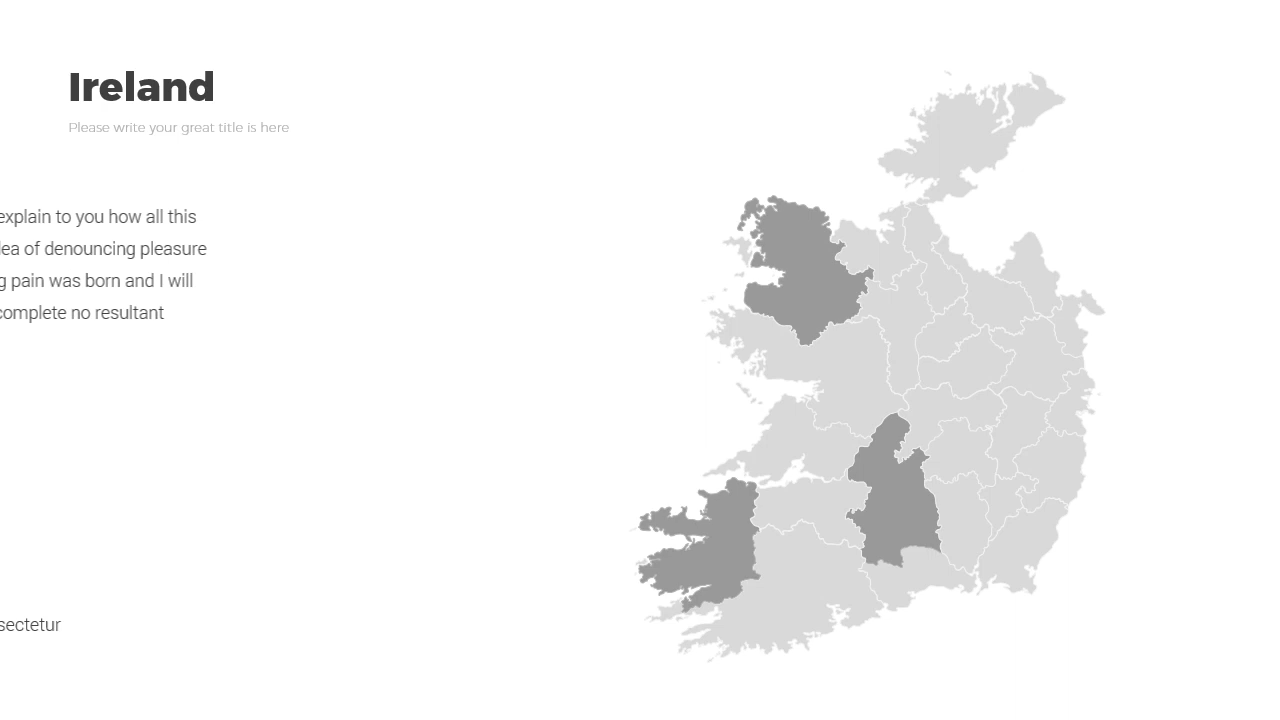 Ireland
Please write your great title is here
explain to you how all this
dea of denouncing pleasure
g pain was born and I will
complete no resultant
sectetur